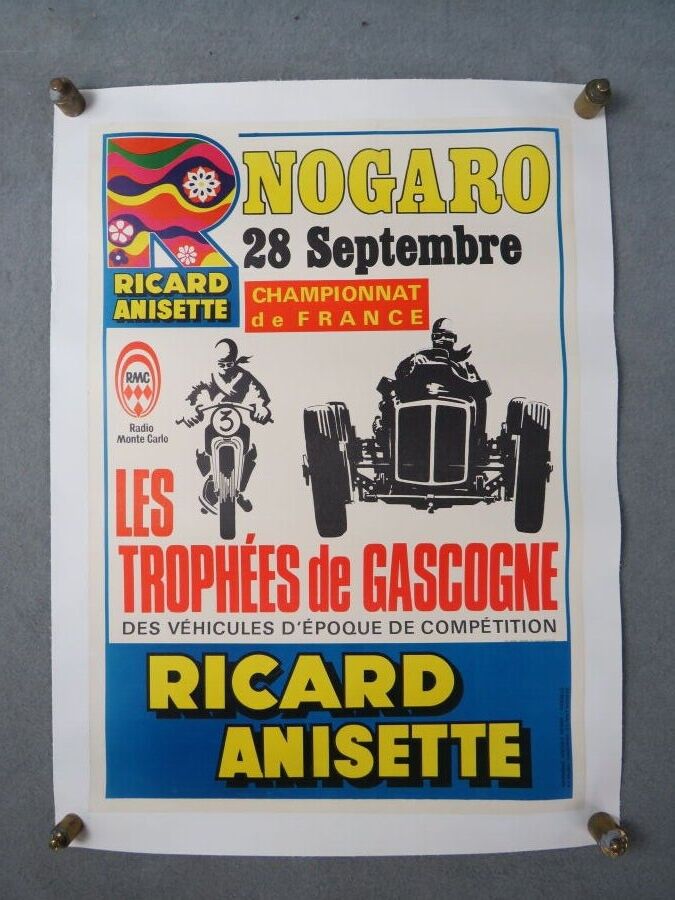 NOGARO
28 Septembre
RICARD
ANISETTE
CHAMPIONNAT
de FRANCE
RMC
Radio
Monte Carlo
3
LES
TROPHÉES de GASCOGNE
DES VÉHICULES D'ÉPOQUE DE COMPÉTITION
RICARD
ANISETTE